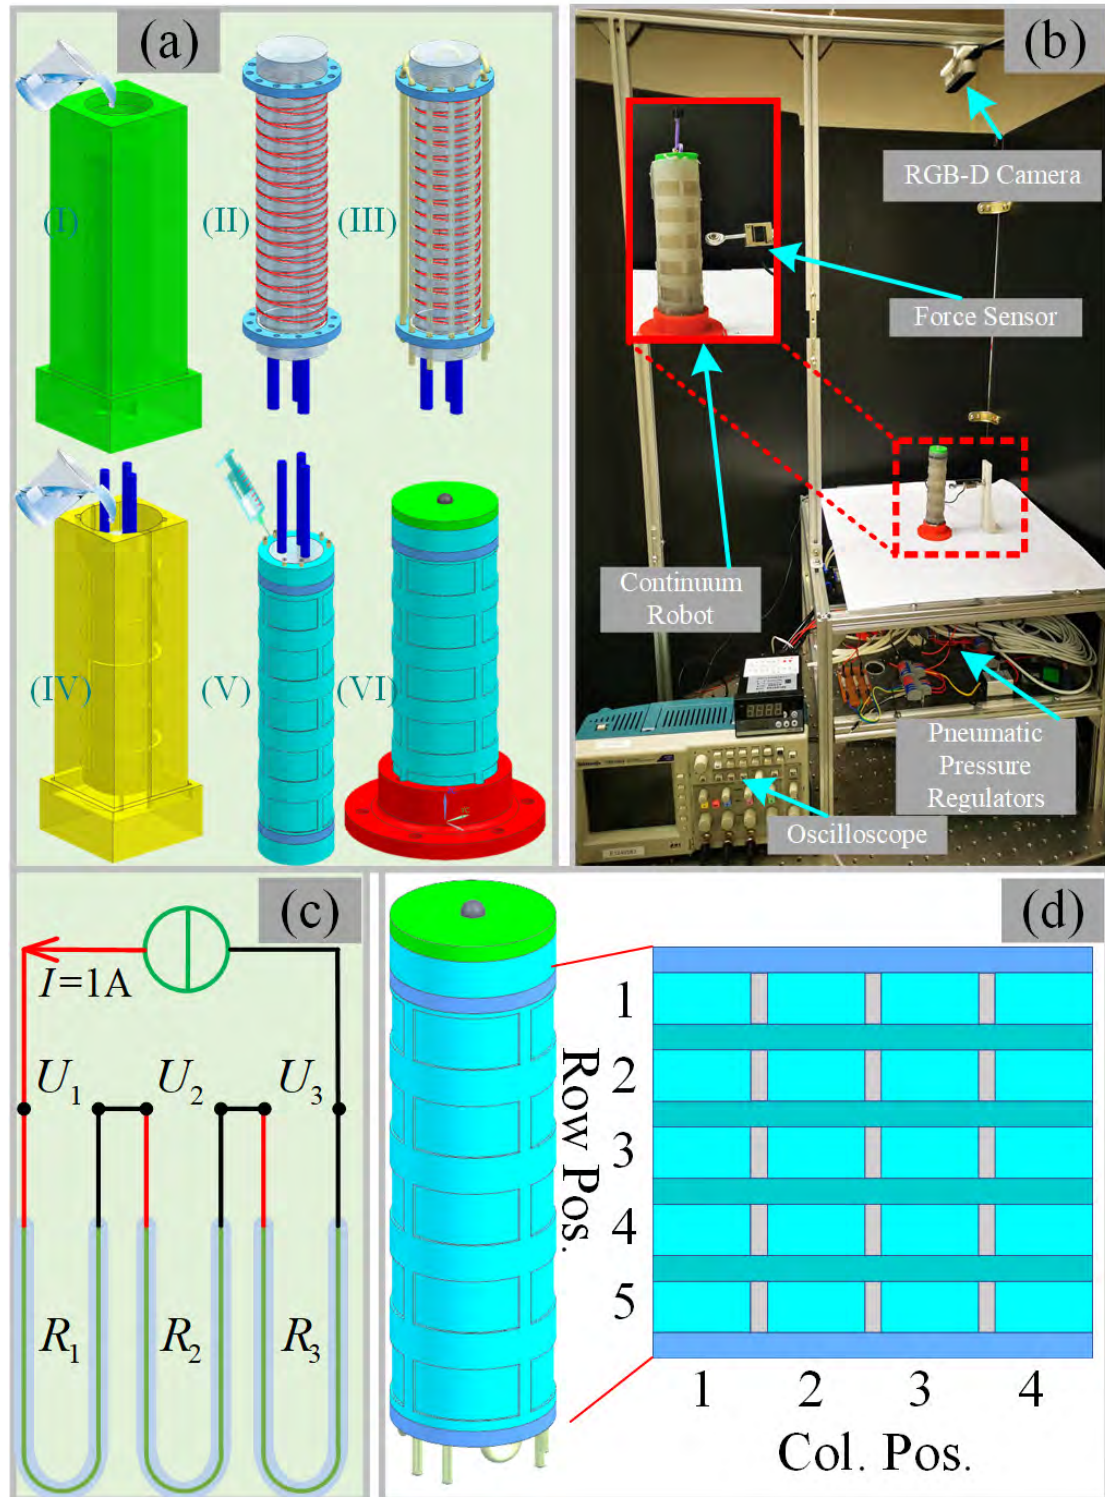 (a)
(I)
(II)
(III)
(IV)
(V)
(VI)
(b)
RGB-D Camera
Force Sensor
Continuum
Robot
Pneumatic
Pressure
Regulators
Oscilloscope
(c)
I=1A
U1
U2
U3
R1
R2
R3
(d)
Row Pos.
1
2
3
4
5
1
2
3
4
Col. Pos.